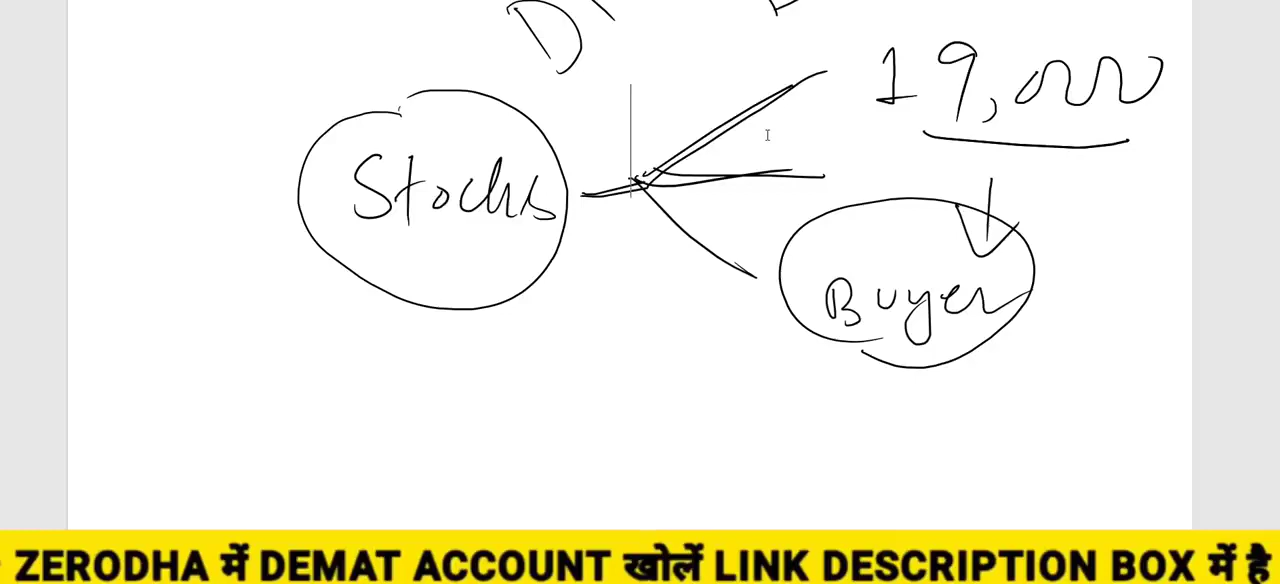 D
19,000
Stocks
Buyer
ZERODHA में DEMAT ACCOUNT खोलें LINK DESCRIPTION BOX में है